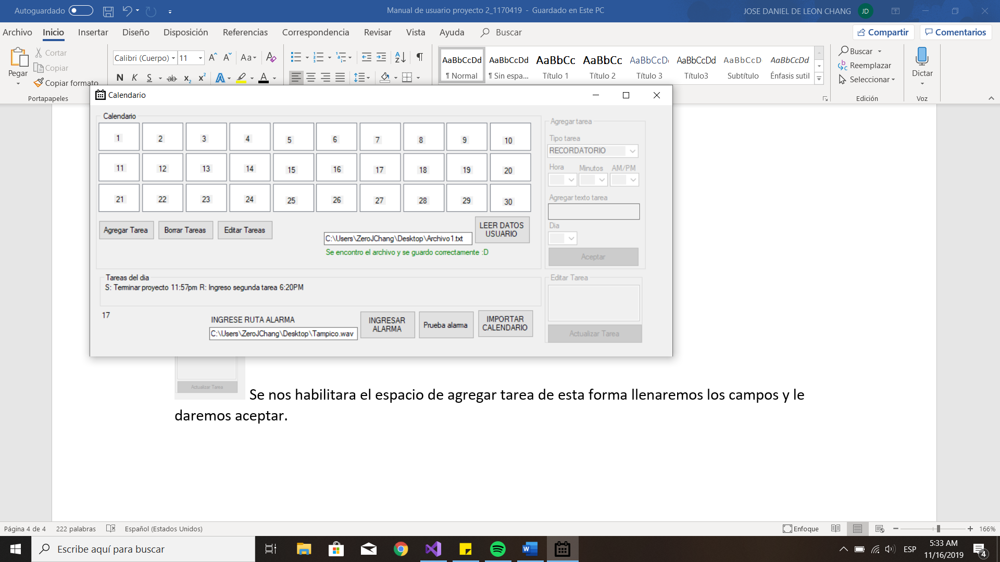 Autoguardado
Manual de usuario proyecto 2_1170419 - Guardado en Este PC
JOSE DANIEL DE LEON CHANG JD
Archivo Inicio Insertar Diseño Disposición Referencias Correspondencia Revisar Vista Ayuda Buscar Compartir Comentarios
Pegar
Cortar
Copiar
Copiar formato
Portapapeles
Calibri (Cuerpo) 11
N K S ab x₂ x²
AaBbCcDd AaBbCcDd AaBbCc AaBbCc AaBbCcD AaBbCcDd AaBbCcD AaBbCcDd
¶ Normal ¶ Sin espa... Título 1 Título 2 Título 3 Título3 Subtítulo Énfasis sutil
Buscar
Reemplazar
Seleccionar
Edición
Dictar
Voz
Calendario
Calendario
1 2 3 4 5 6 7 8 9 10
11 12 13 14 15 16 17 18 19 20
21 22 23 24 25 26 27 28 29 30
Agregar Tarea Borrar Tareas Editar Tareas
C:\Users\ZeroJChang\Desktop\Archivo1.txt
LEER DATOS
USUARIO
Se encontro el archivo y se guardo correctamente :D
Agregar tarea
Tipo tarea
RECORDATORIO
Hora Minutos AM/PM
Agregar texto tarea
Dia
Aceptar
Tareas del dia
S: Terminar proyecto 11:57pm R: Ingreso segunda tarea 6:20PM
17
INGRESE RUTA ALARMA
C:\Users\ZeroJChang\Desktop\Tampico.wav
INGRESAR
ALARMA
Prueba alarma
IMPORTAR
CALENDARIO
Editar Tarea
Actualizar Tarea
Actualizar Tarea
Se nos habilitara el espacio de agregar tarea de esta forma llenaremos los campos y le
daremos aceptar.
Página 4 de 4 222 palabras Español (Estados Unidos) Enfoque 166%
Escribe aquí para buscar
ESP
5:33 AM
11/16/2019
4